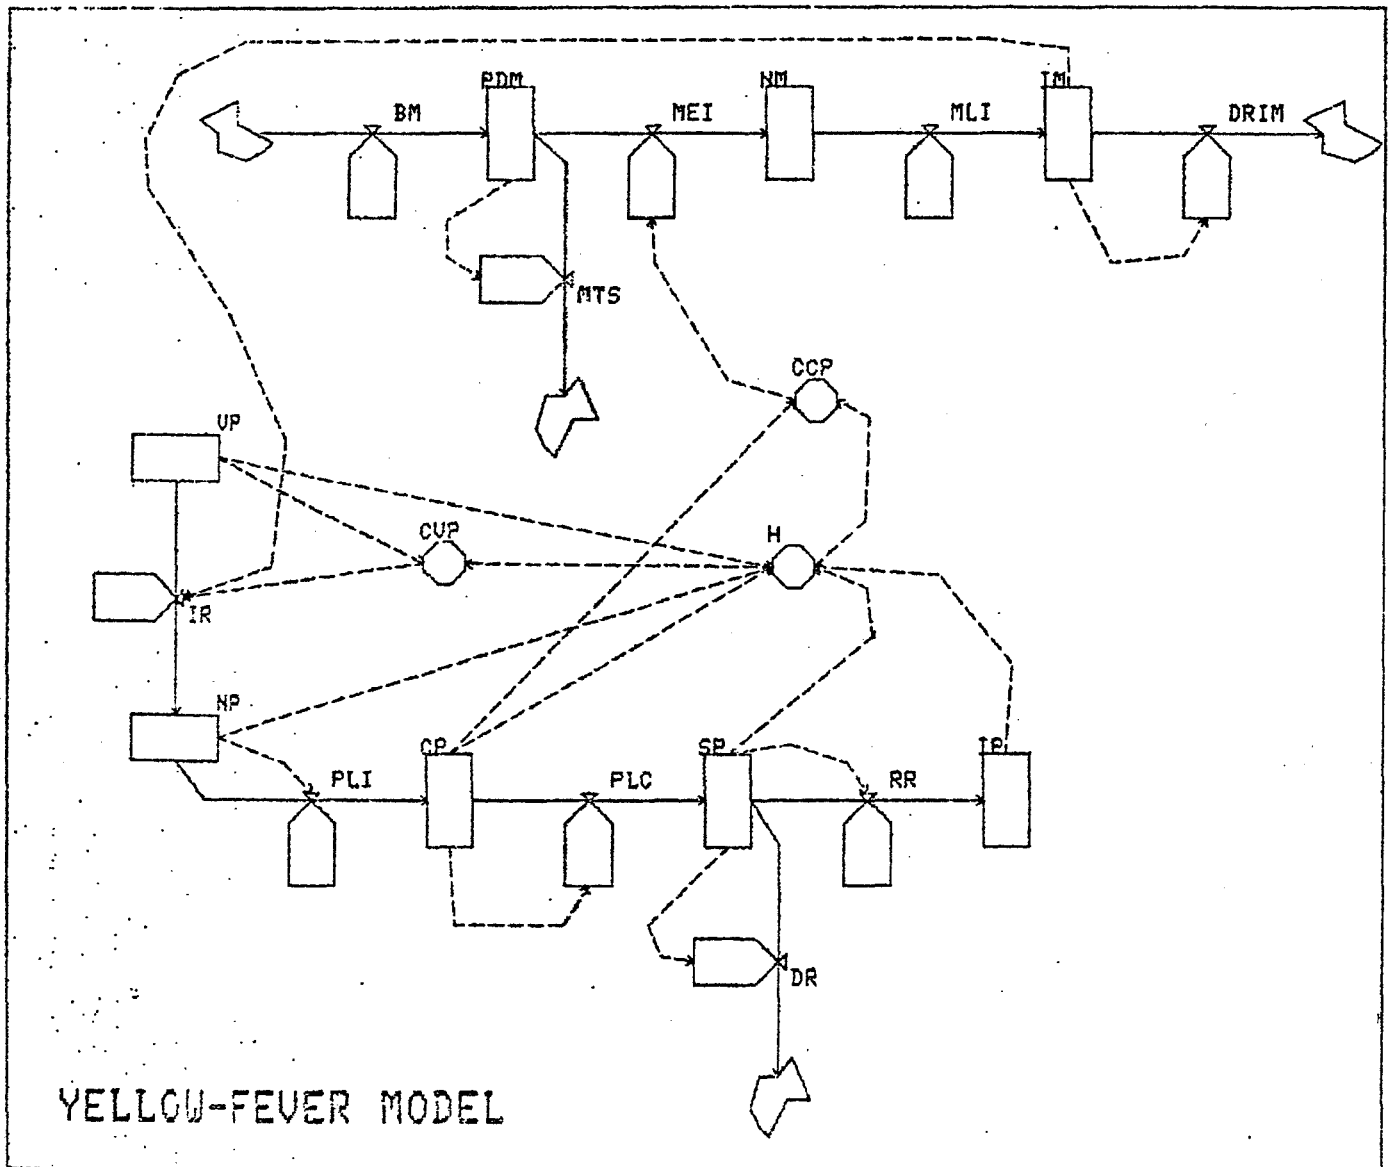 PDM
NM
IM
BM
MEI
MLI
DRIM
MTS
CCP
VP
CVP
H
IR
NP
CP
SP
IP
PLI
PLC
RR
DR
YELLOW-FEVER MODEL